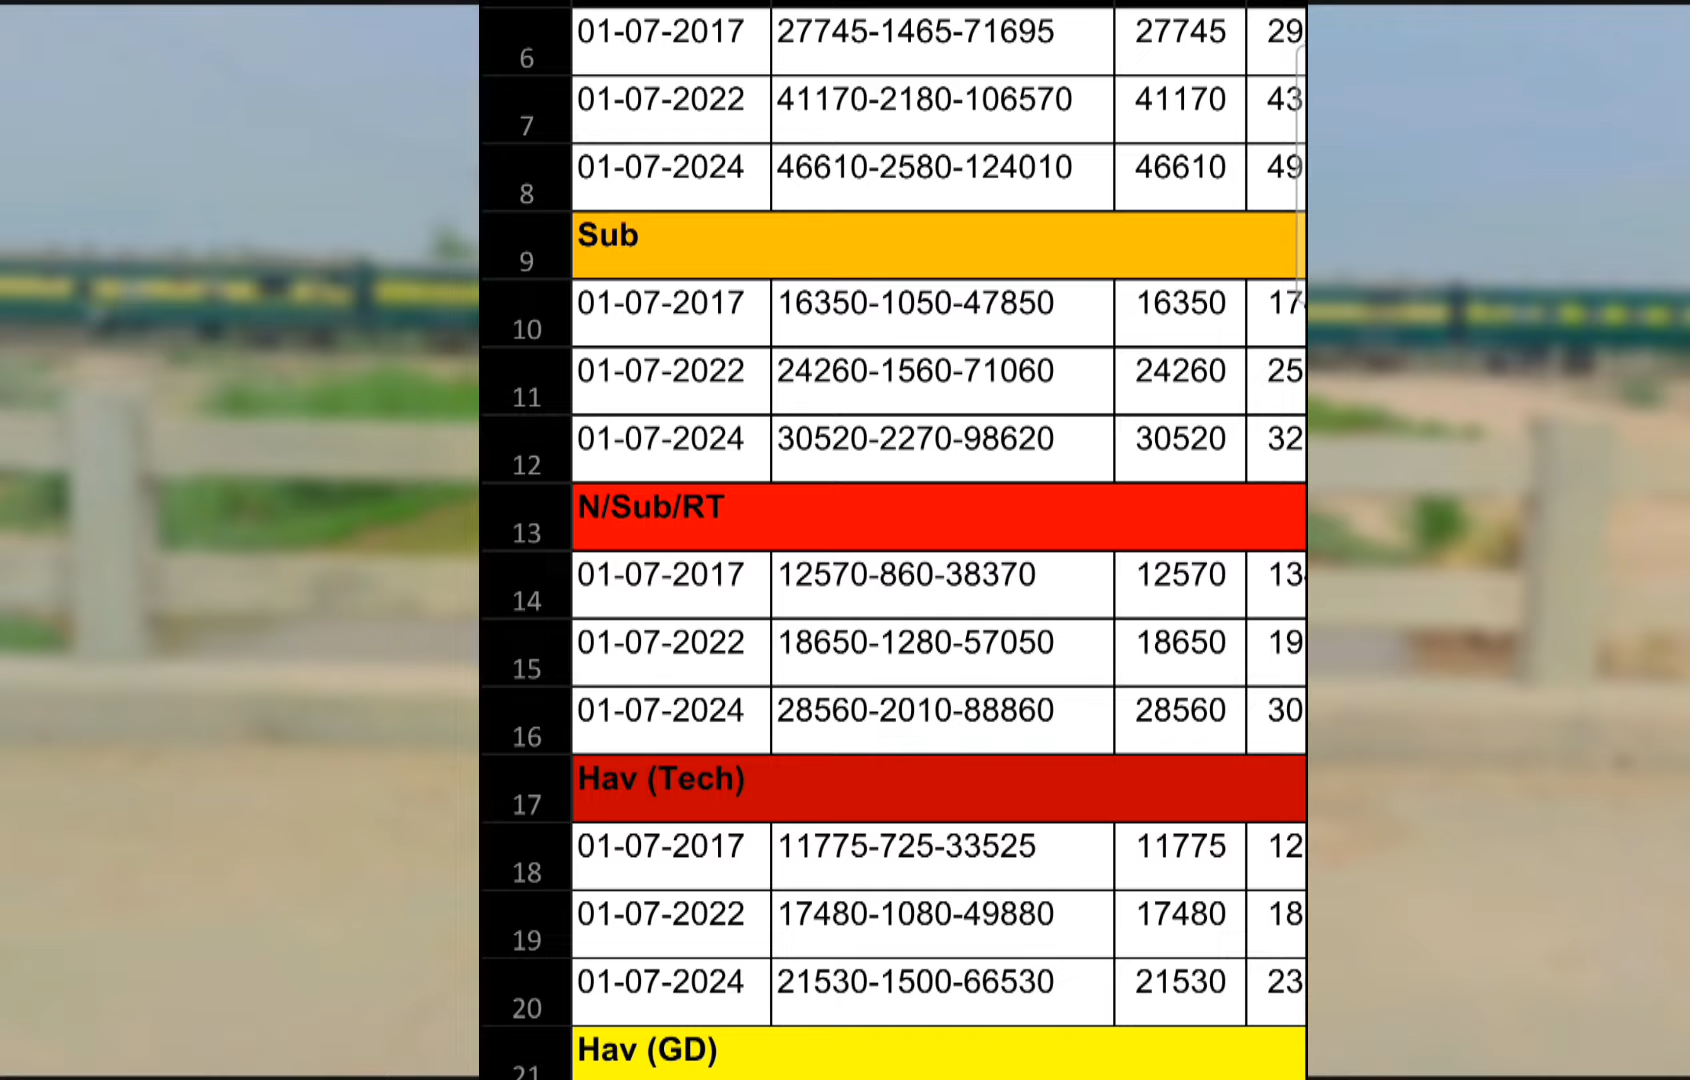 6 01-07-2017 27745-1465-71695 27745 29
7 01-07-2022 41170-2180-106570 41170 43
8 01-07-2024 46610-2580-124010 46610 49
9 Sub
10 01-07-2017 16350-1050-47850 16350 17
11 01-07-2022 24260-1560-71060 24260 25
12 01-07-2024 30520-2270-98620 30520 32
13 N/Sub/RT
14 01-07-2017 12570-860-38370 12570 13
15 01-07-2022 18650-1280-57050 18650 19
16 01-07-2024 28560-2010-88860 28560 30
17 Hav (Tech)
18 01-07-2017 11775-725-33525 11775 12
19 01-07-2022 17480-1080-49880 17480 18
20 01-07-2024 21530-1500-66530 21530 23
21 Hav (GD)